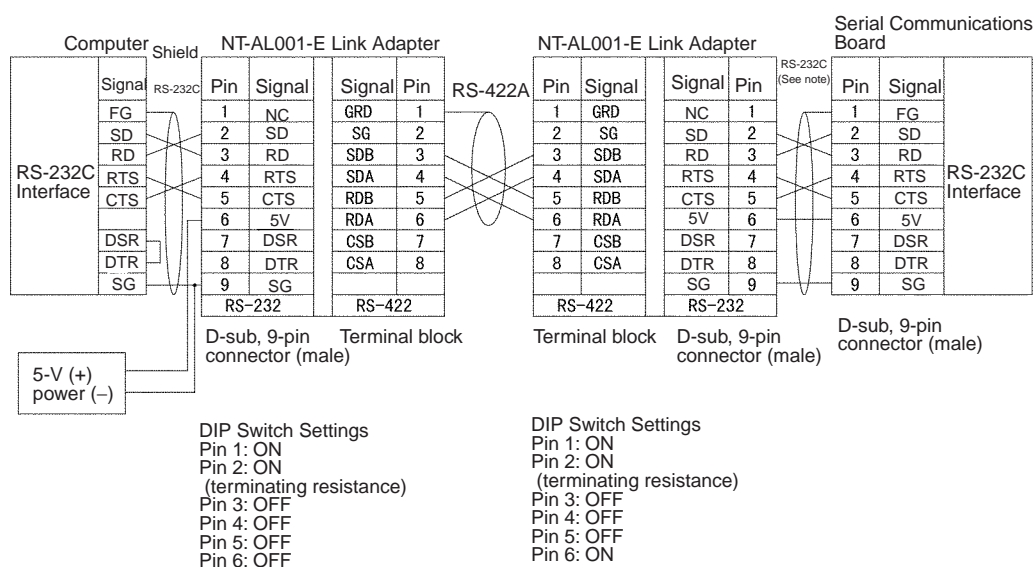 Serial Communications
Board
Computer Shield NT-AL001-E Link Adapter NT-AL001-E Link Adapter
RS-232C
(See note)
Signal RS-232C Pin Signal Signal Pin RS-422A Pin Signal Signal Pin Pin Signal
FG 1 NC GRD 1 1 GRD NC 1 1 FG
SD 2 SD SG 2 2 SG SD 2 2 SD
RD 3 RD SDB 3 3 SDB RD 3 3 RD
RS-232C
Interface
RTS 4 RTS SDA 4 4 SDA RTS 4 4 RTS
RS-232C
Interface
CTS 5 CTS RDB 5 5 RDB CTS 5 5 CTS
6 5V RDA 6 6 RDA 5V 6 6 5V
DSR 7 DSR CSB 7 7 CSB DSR 7 7 DSR
DTR 8 DTR CSA 8 8 CSA DTR 8 8 DTR
SG 9 SG SG 9 9 SG
RS-232 RS-422 RS-422 RS-232
D-sub, 9-pin
connector (male)
Terminal block
Terminal block
D-sub, 9-pin
connector (male)
D-sub, 9-pin
connector (male)
5-V (+)
power (–)
DIP Switch Settings
Pin 1: ON
Pin 2: ON
(terminating resistance)
Pin 3: OFF
Pin 4: OFF
Pin 5: OFF
Pin 6: OFF
DIP Switch Settings
Pin 1: ON
Pin 2: ON
(terminating resistance)
Pin 3: OFF
Pin 4: OFF
Pin 5: OFF
Pin 6: ON